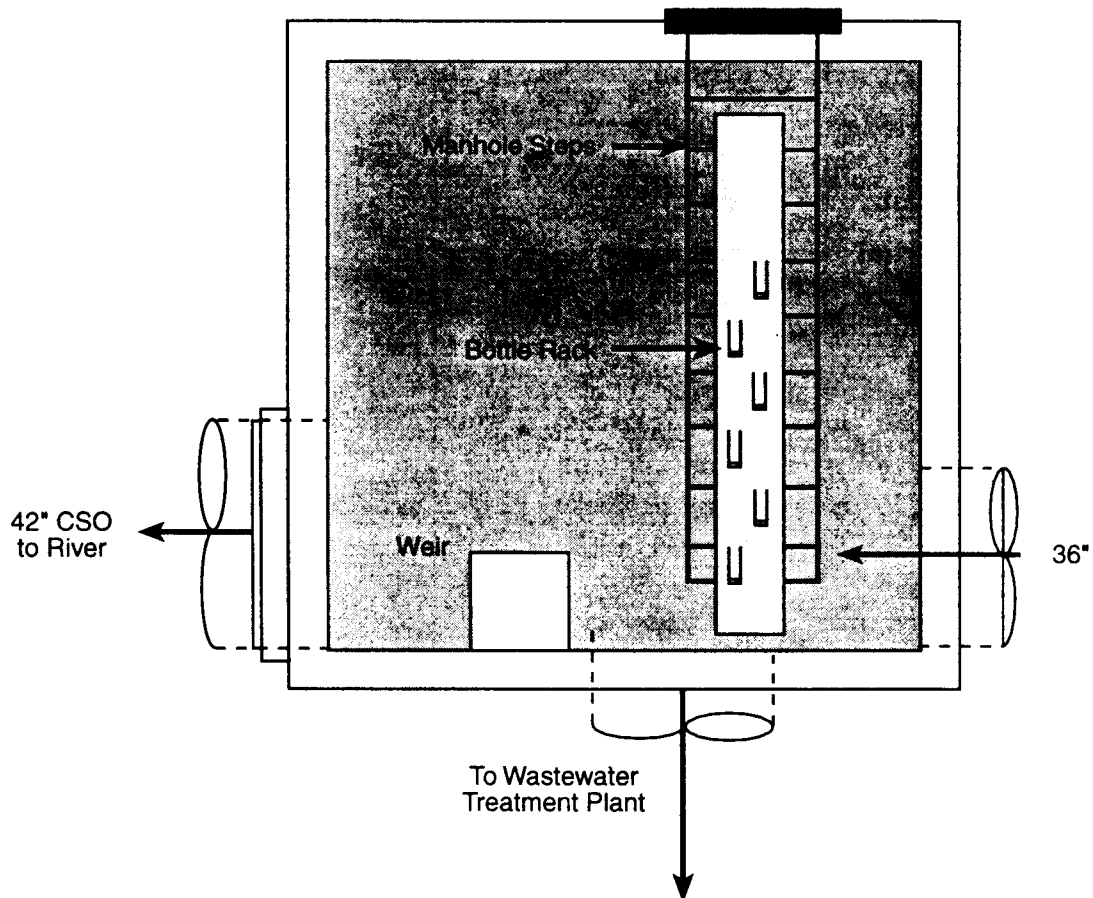 Manhole Steps
Bottle Rack
42" CSO
to River
Weir
36"
To Wastewater
Treatment Plant